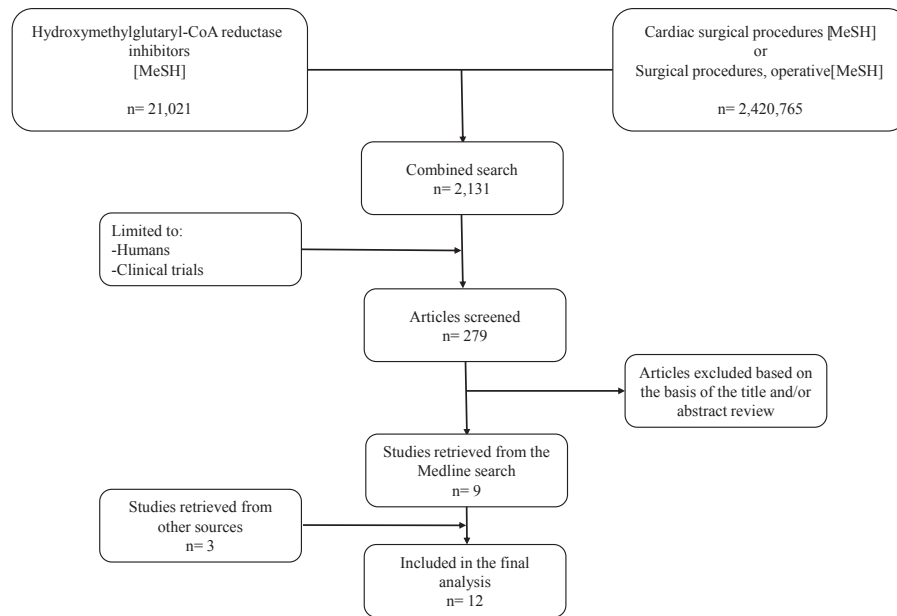 Hydroxymethylglutaryl-CoA reductase
inhibitors
[MeSH]
n= 21,021
Cardiac surgical procedures [MeSH]
or
Surgical procedures, operative[MeSH]
n= 2,420,765
Combined search
n= 2,131
Limited to:
-Humans
-Clinical trials
Articles screened
n= 279
Articles excluded based on
the basis of the title and/or
abstract review
Studies retrieved from the
Medline search
n= 9
Studies retrieved from
other sources
n= 3
Included in the final
analysis
n= 12